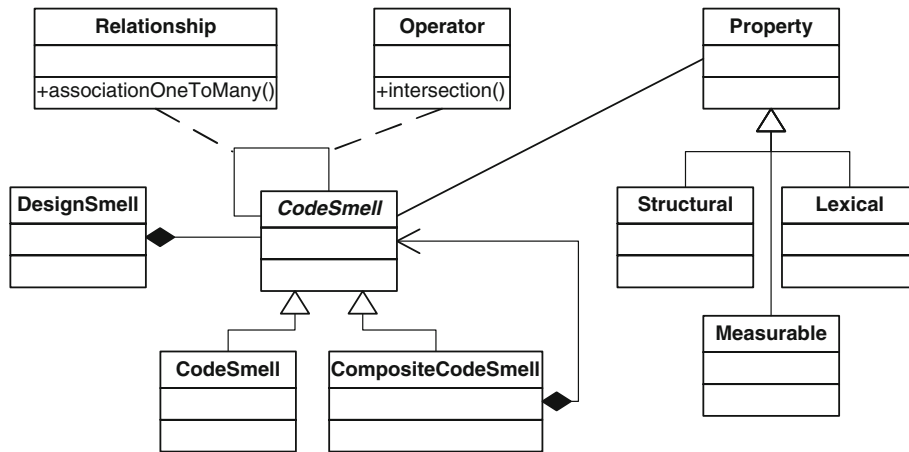 Relationship
+associationOneToMany()
Operator
+intersection()
Property
DesignSmell
CodeSmell
Structural
Lexical
CodeSmell
CompositeCodeSmell
Measurable